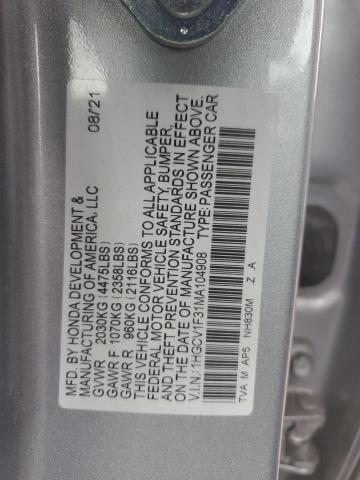 MFD. BY HONDA DEVELOPMENT & 08/21
MANUFACTURING OF AMERICA, LLC
GVWR 2030KG (4475LBS)
GAWR F 1070KG (2358LBS)
GAWR R 960KG (2116LBS)
THIS VEHICLE CONFORMS TO ALL APPLICABLE
FEDERAL MOTOR VEHICLE SAFETY, BUMPER,
AND THEFT PREVENTION STANDARDS IN EFFECT
ON THE DATE OF MANUFACTURE SHOWN ABOVE.
V.I.N.: 1HGCV1F31MA104908 TYPE:PASSENGER CAR
TVA M AP5 NH830M Z A